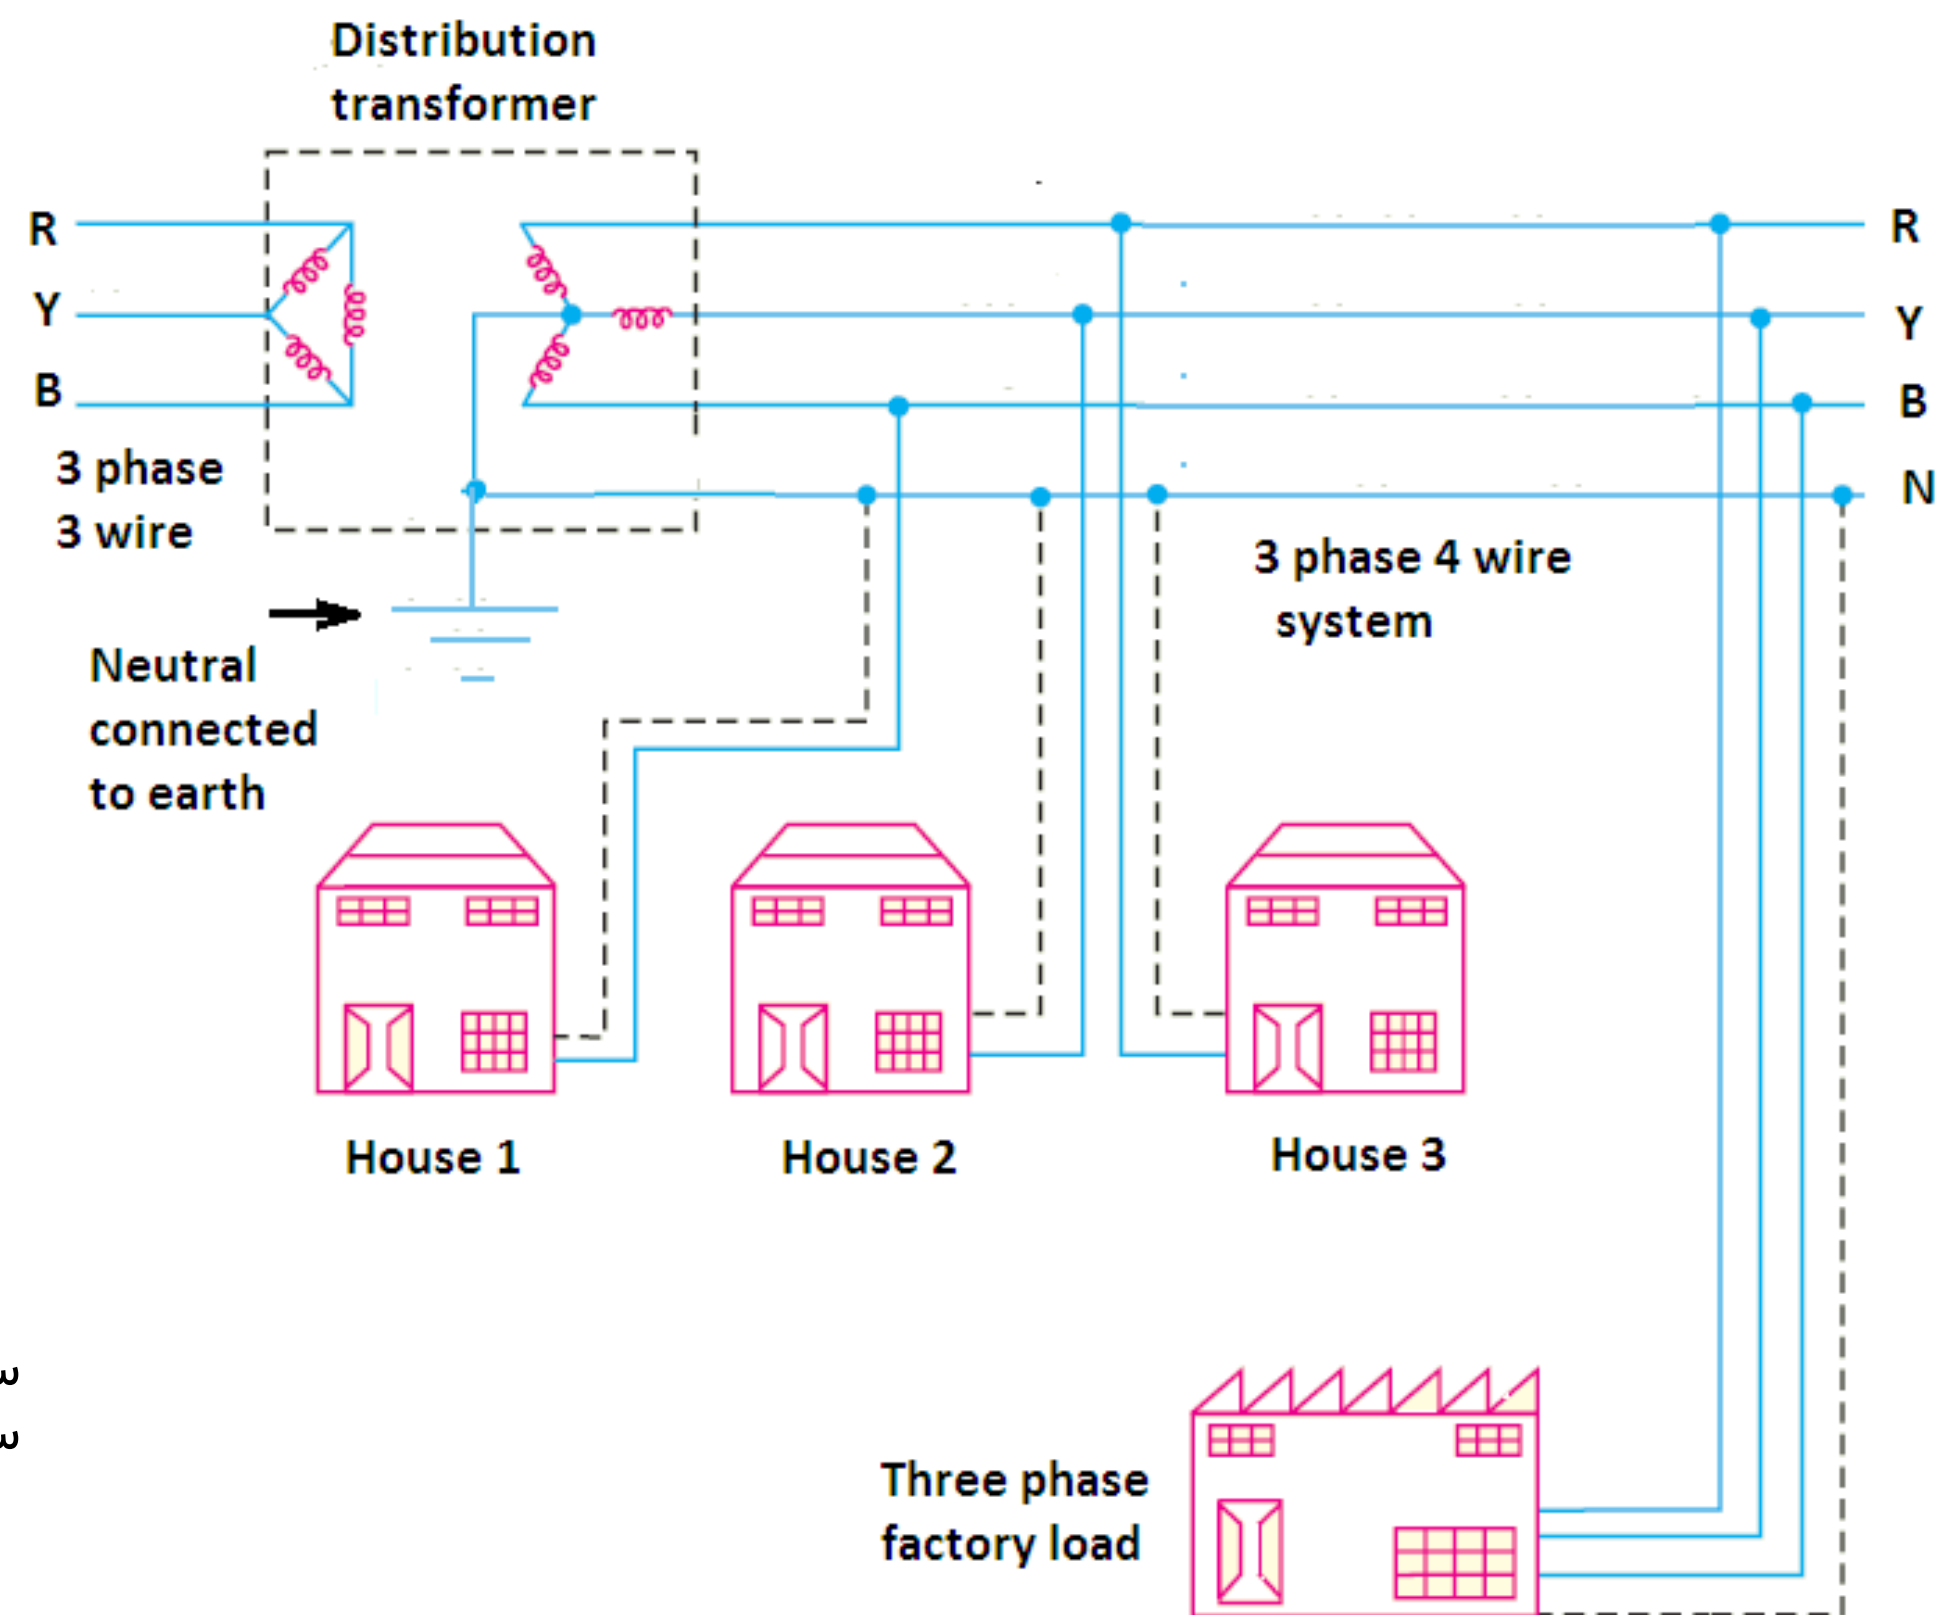 Distribution
transformer
R
R
Y
Y
B
B
3 phase
3 wire
N
3 phase 4 wire
system
Neutral
connected
to earth
House 1
House 2
House 3
Three phase
factory load